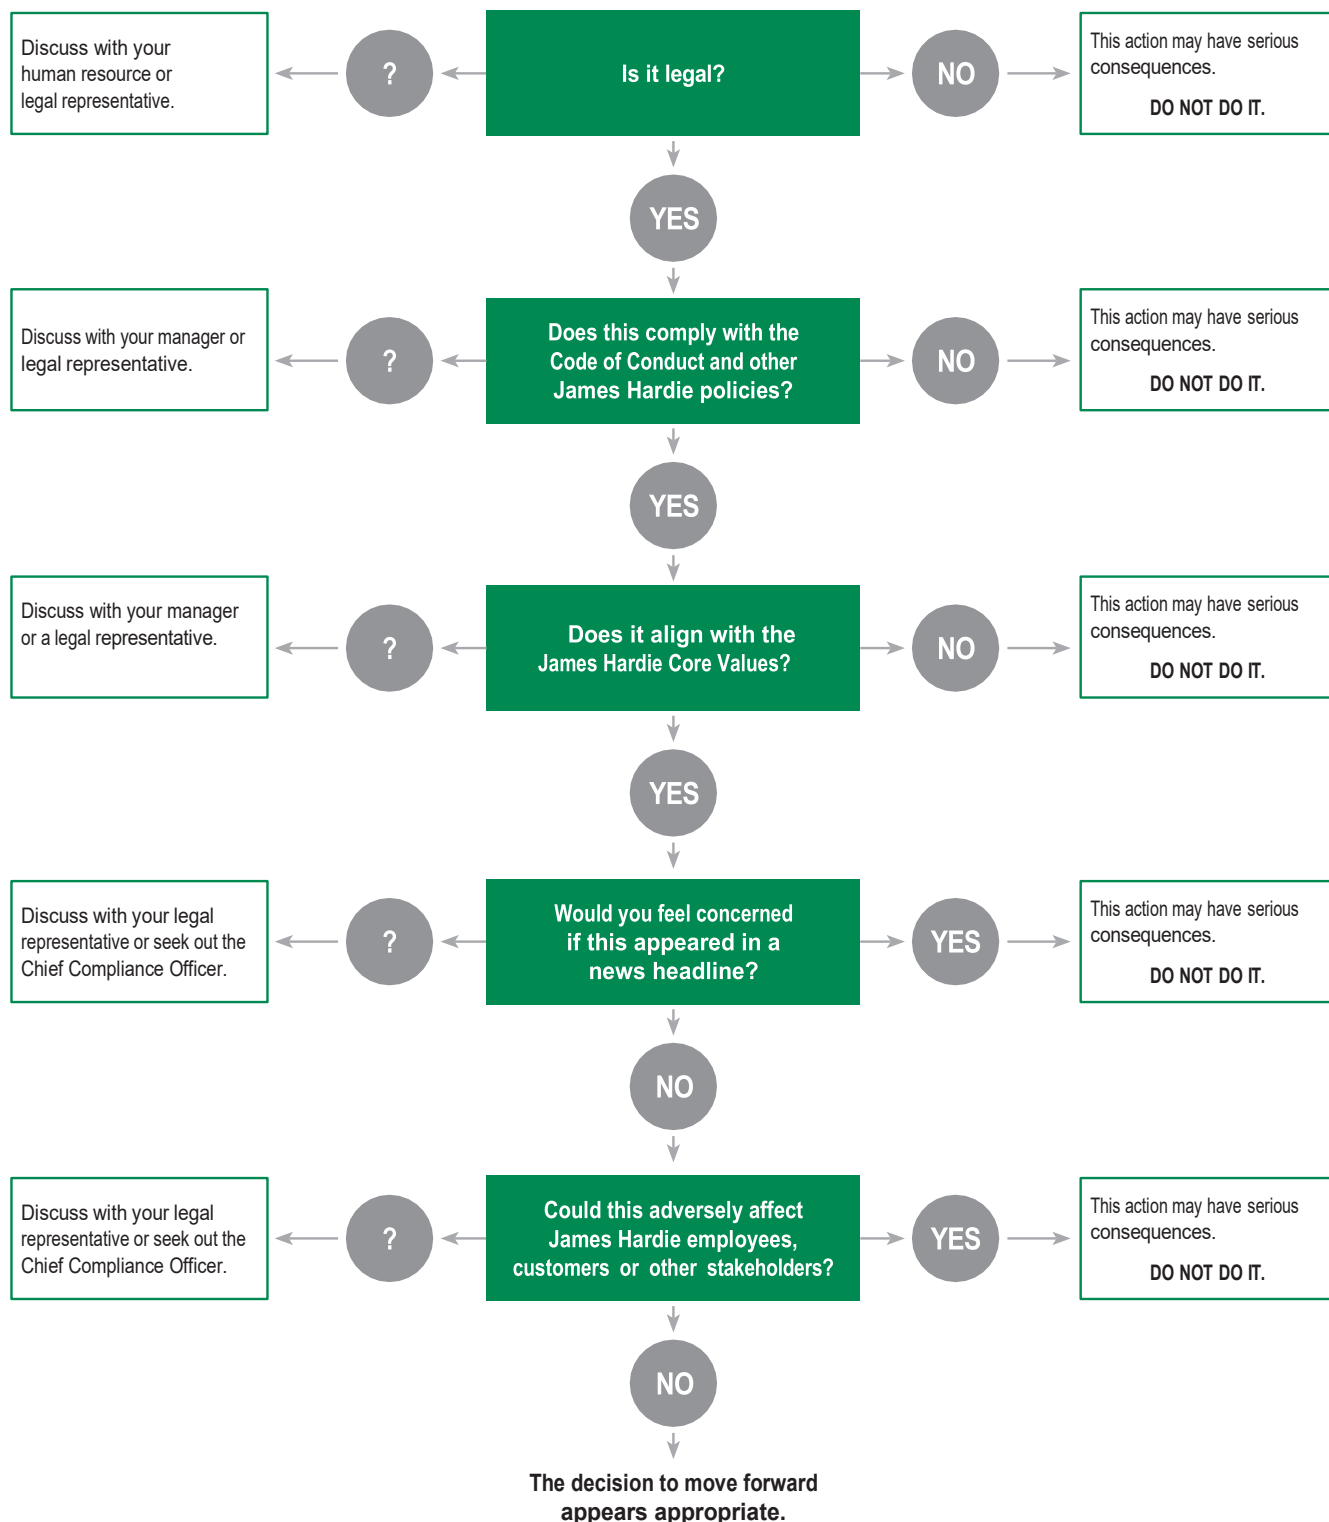 Discuss with your
human resource or
legal representative.
?
Is it legal?
NO
This action may have serious
consequences.
DO NOT DO IT.
YES
Discuss with your manager or
legal representative.
?
Does this comply with the
Code of Conduct and other
James Hardie policies?
NO
This action may have serious
consequences.
DO NOT DO IT.
YES
Discuss with your manager
or a legal representative.
?
Does it align with the
James Hardie Core Values?
NO
This action may have serious
consequences.
DO NOT DO IT.
YES
Discuss with your legal
representative or seek out the
Chief Compliance Officer.
?
Would you feel concerned
if this appeared in a
news headline?
YES
This action may have serious
consequences.
DO NOT DO IT.
NO
Discuss with your legal
representative or seek out the
Chief Compliance Officer.
?
Could this adversely affect
James Hardie employees,
customers or other stakeholders?
YES
This action may have serious
consequences.
DO NOT DO IT.
NO
The decision to move forward
appears appropriate.